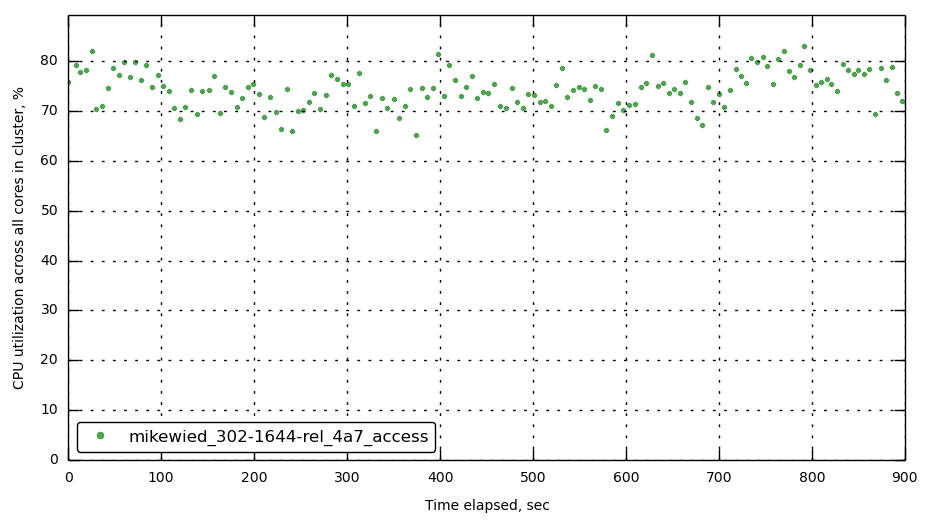 CPU utilization across all cores in cluster, %
80
70
60
50
40
30
20
10
0
mikewied_302-1644-rel_4a7_access
0 100 200 300 400 500 600 700 800 900
Time elapsed, sec